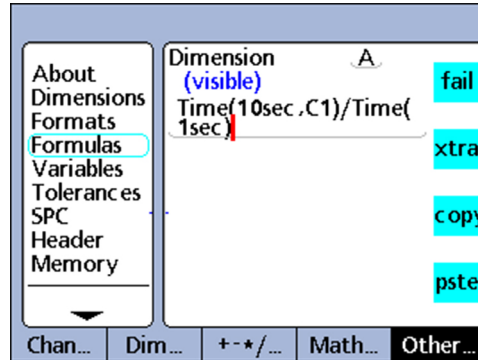 About
Dimensions
Formats
Formulas
Variables
Tolerances
SPC
Header
Memory
Dimension A
(visible)
Time(10sec,C1)/Time(
1sec)
fail
xtra
copy
pste
Chan... Dim... +-*/... Math... Other...